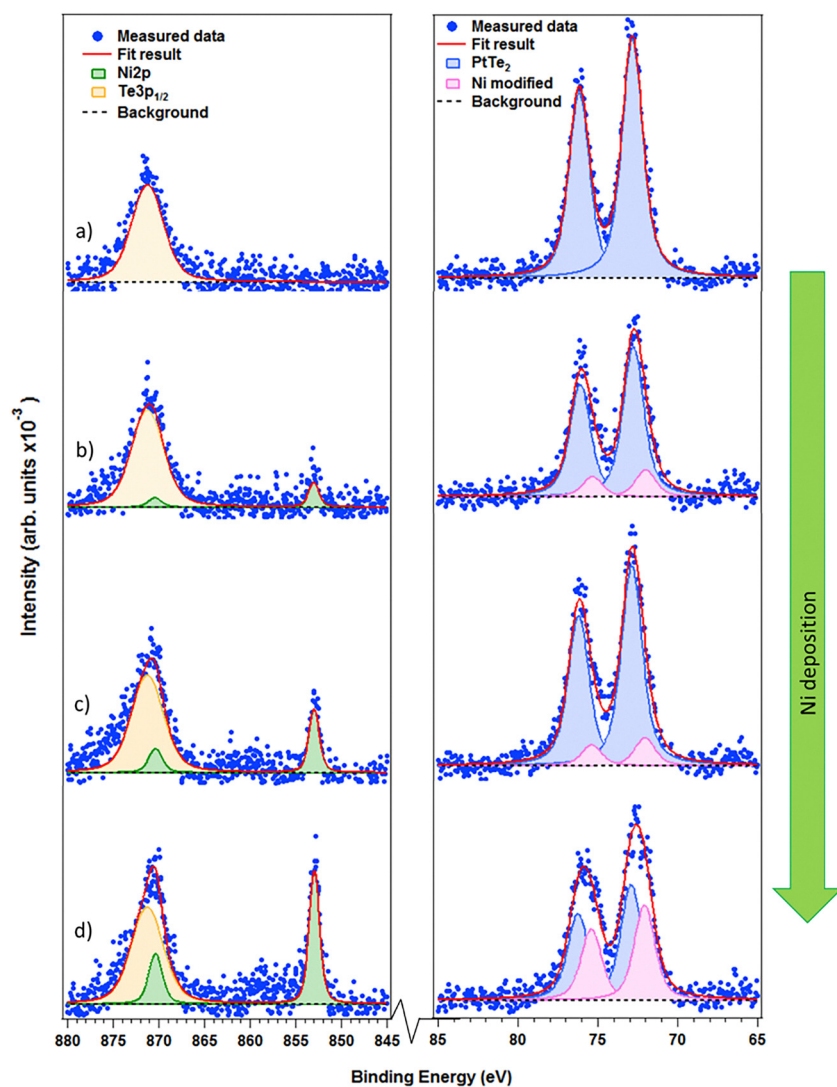 Measured data
Fit result
Ni2p
Te3p1/2
Background
Measured data
Fit result
PtTe2
Ni modified
Background
a)
b)
c)
d)
Intensity (arb. units x10-3)
Ni deposition
880 875 870 865 860 855 850 845
85 80 75 70 65
Binding Energy (eV)